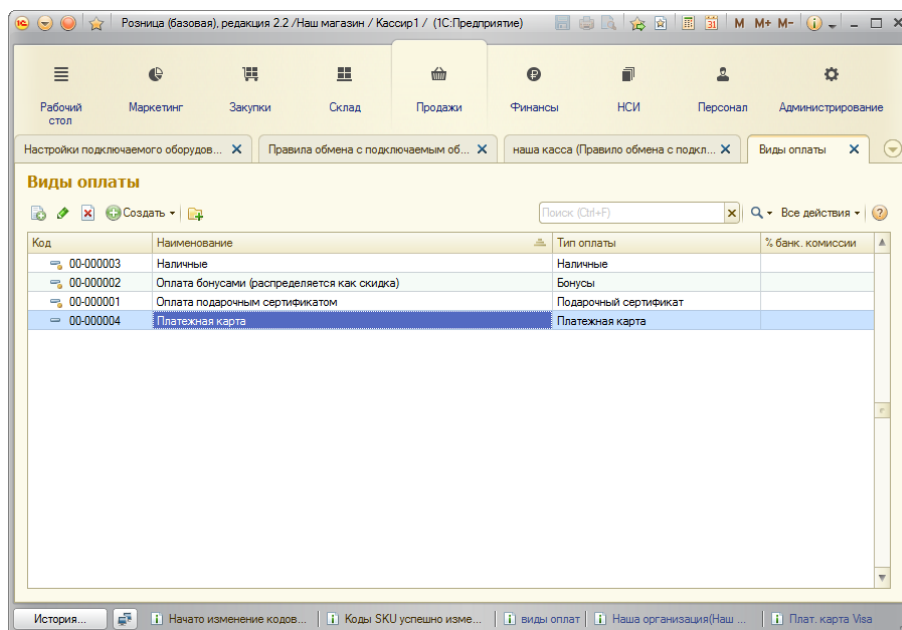 Розница (базовая), редакция 2.2 /Наш магазин / Кассир1 / (1С:Предприятие)
31 M M+ M-
Рабочий стол
Маркетинг
Закупки
Склад
Продажи
Финансы
НСИ
Персонал
Администрирование
Настройки подключаемого оборудов... Правила обмена с подключаемым об... наша касса (Правило обмена с подкл... Виды оплаты
Виды оплаты
Создать Поиск (Ctrl+F) Все действия
Код Наименование Тип оплаты % банк. комиссии
00-000003 Наличные Наличные
00-000002 Оплата бонусами (распределяется как скидка) Бонусы
00-000001 Оплата подарочным сертификатом Подарочный сертификат
00-000004 Платежная карта Платежная карта
История... Начато изменение кодов... Коды SKU успешно изме... виды оплат Наша организация(Наш ... Плат. карта Visa